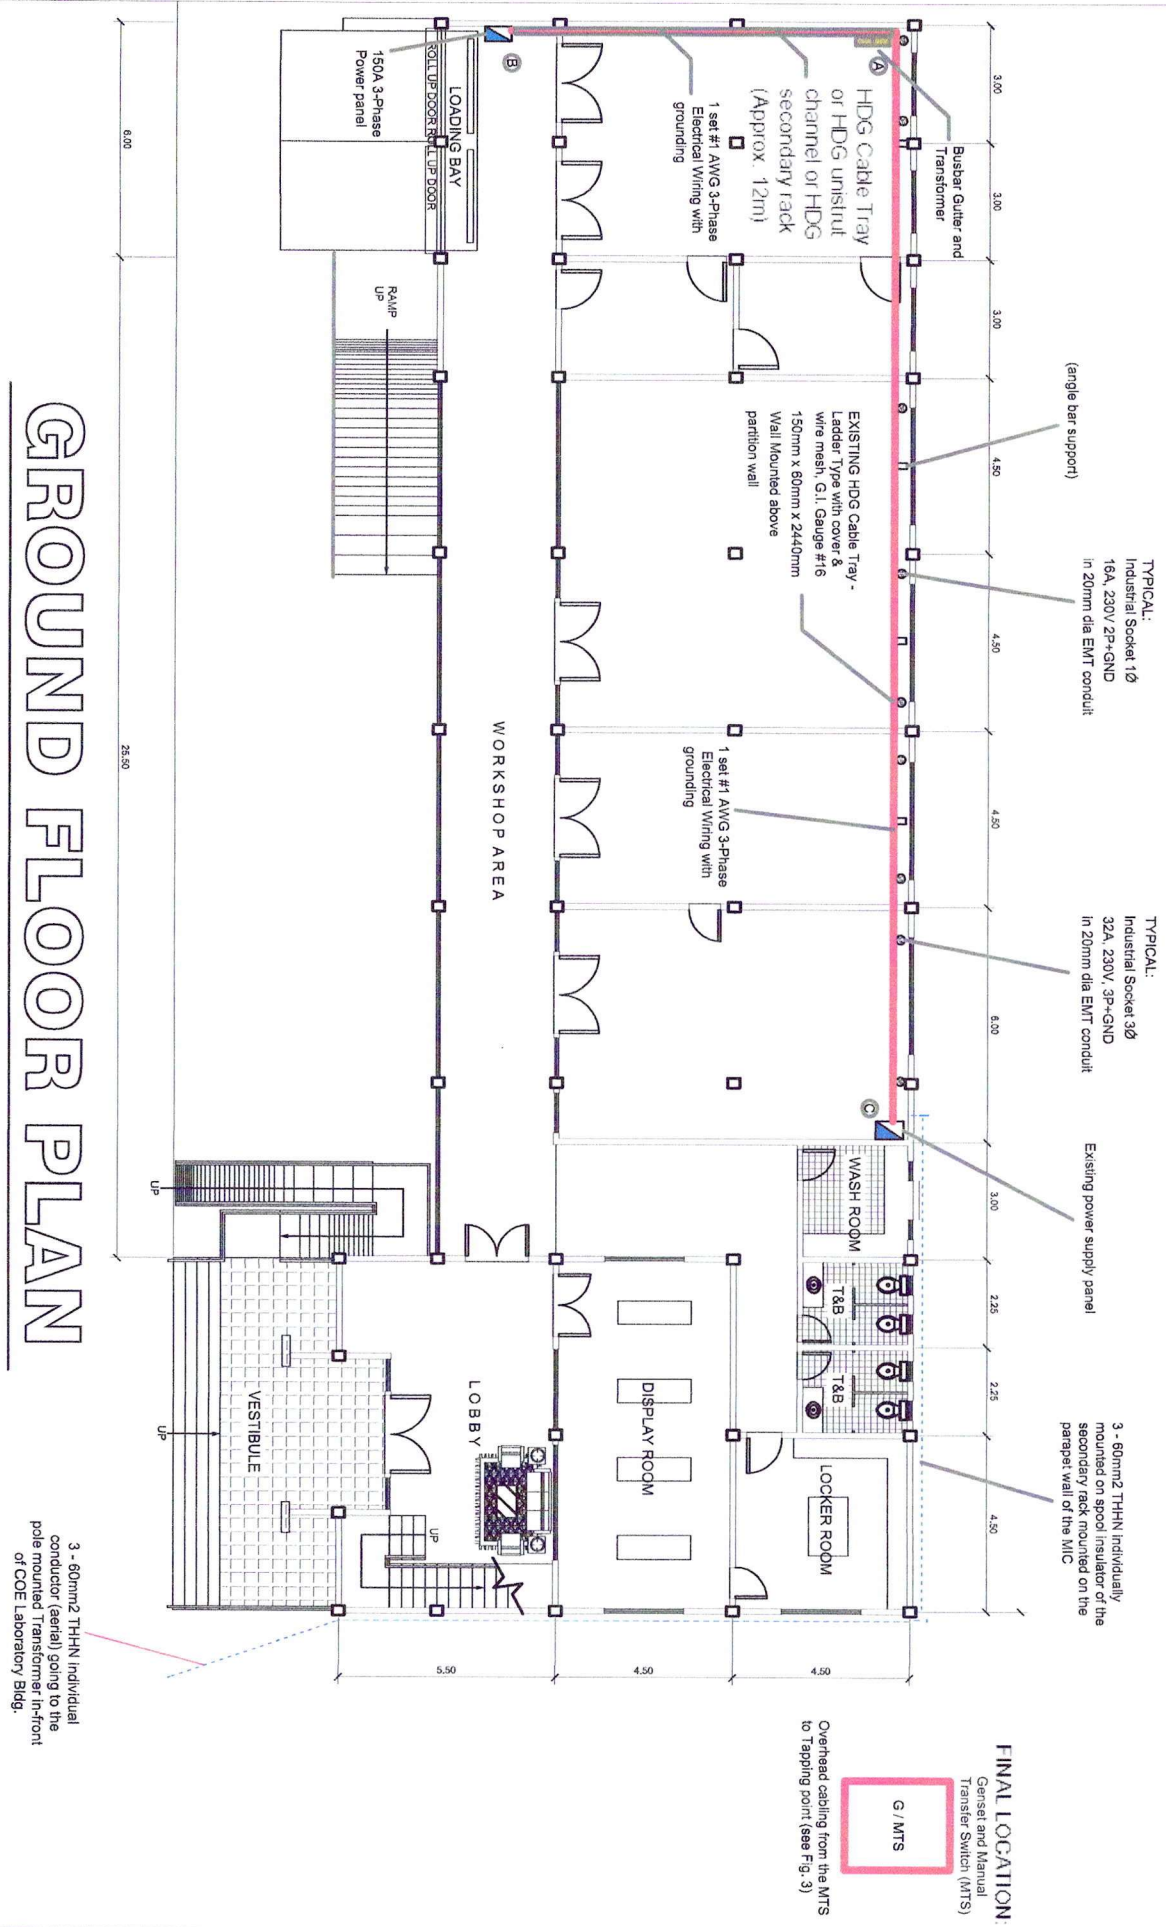 TYPICAL:
Industrial Socket 1Ø
16A, 230V 2P+GND
in 20mm dia EMT conduit
TYPICAL:
Industrial Socket 3Ø
32A, 230V, 3P+GND
in 20mm dia EMT conduit
(angle bar support)
Existing power supply panel
3 - 60mm2 THHN individually
mounted on spool insulator of the
secondary rack mounted on the
parapet wall of the MIC
FINAL LOCATION:
Genset and Manual
Transfer Switch (MTS)
G / MTS
Overhead cabling from the MTS
to Tapping point (see Fig. 3)
3.00
3.00
3.00
4.50
4.50
4.50
6.00
3.00
2.25
2.25
4.50
Busbar Gutter and
Transformer
A
HDG Cable Tray
or HDG unistrut
channel or HDG
secondary rack
(Approx. 12m)
1 set #1 AWG 3-Phase
Electrical Wiring with
grounding
EXISTING HDG Cable Tray -
Ladder Type with cover &
wire mesh, G.I. Gauge #16
150mm x 60mm x 2440mm
Wall Mounted above
partition wall
1 set #1 AWG 3-Phase
Electrical Wiring with
grounding
C
WASH ROOM
T&B
T&B
LOCKER ROOM
4.50
DISPLAY ROOM
4.50
B
150A 3-Phase
Power panel
LOADING BAY
ROLL UP DOOR
ROLL UP DOOR
WORKSHOP AREA
LOBBY
UP
5.50
RAMP
UP
UP
VESTIBULE
UP
6.00
25.50
3 - 60mm2 THHN individual
conductor (aerial) going to the
pole mounted Transformer in-front
of COE Laboratory Bldg.
GROUND FLOOR PLAN